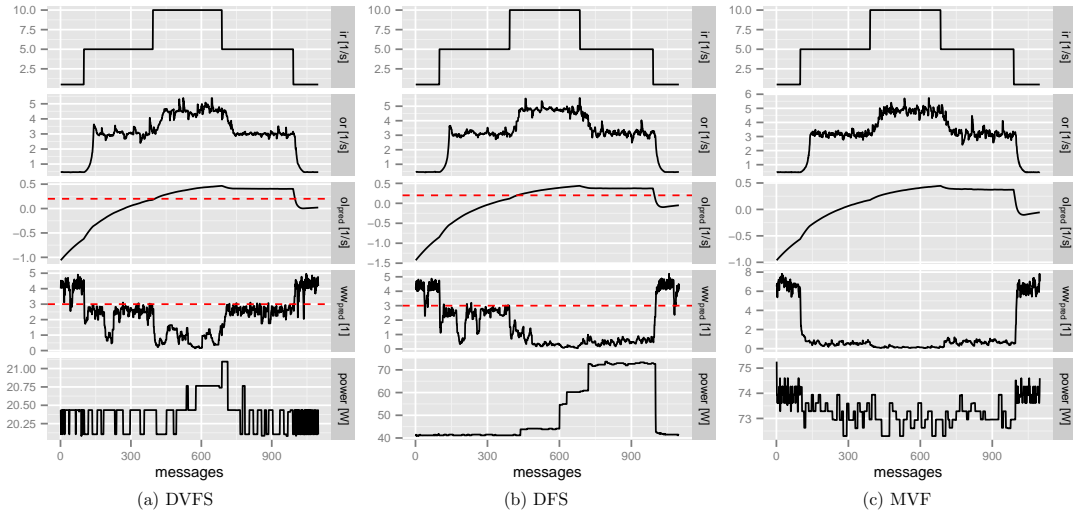 10.0
7.5
5.0
2.5
ir [1/s]
5
4
3
2
1
or [1/s]
0.5
0.0
−0.5
−1.0
ol_pred [1/s]
5
4
3
2
1
0
ww_pred [1]
21.00
20.75
20.50
20.25
power [W]
0 300 600 900
messages
(a) DVFS
10.0
7.5
5.0
2.5
ir [1/s]
5
4
3
2
1
or [1/s]
0.5
0.0
−0.5
−1.0
−1.5
ol_pred [1/s]
5
4
3
2
1
0
ww_pred [1]
70
60
50
40
power [W]
0 300 600 900
messages
(b) DFS
10.0
7.5
5.0
2.5
ir [1/s]
6
5
4
3
2
1
or [1/s]
0.5
0.0
−0.5
−1.0
ol_pred [1/s]
8
6
4
2
0
ww_pred [1]
75
74
73
power [W]
0 300 600 900
messages
(c) MVF